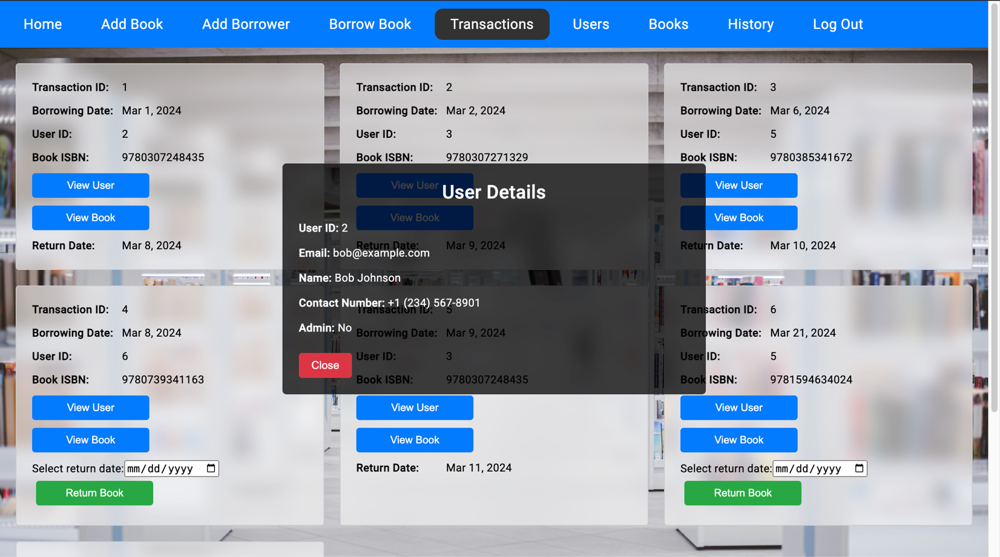 Home Add Book Add Borrower Borrow Book Transactions Users Books History Log Out
Transaction ID: 1
Borrowing Date: Mar 1, 2024
User ID: 2
Book ISBN: 9780307248435
View User
View Book
Return Date: Mar 8, 2024
Transaction ID: 2
Borrowing Date: Mar 2, 2024
User ID: 3
Book ISBN: 9780307271329
View User
View Book
Return Date: Mar 9, 2024
Transaction ID: 3
Borrowing Date: Mar 6, 2024
User ID: 5
Book ISBN: 9780385341672
View User
View Book
Return Date: Mar 10, 2024
User Details
User ID: 2
Email: bob@example.com
Name: Bob Johnson
Contact Number: +1 (234) 567-8901
Admin: No
Close
Transaction ID: 4
Borrowing Date: Mar 8, 2024
User ID: 6
Book ISBN: 9780739341163
View User
View Book
Select return date: mm/dd/yyyy
Return Book
Transaction ID: 5
Borrowing Date: Mar 9, 2024
User ID: 3
Book ISBN: 9780307248435
View User
View Book
Return Date: Mar 11, 2024
Transaction ID: 6
Borrowing Date: Mar 21, 2024
User ID: 5
Book ISBN: 9781594634024
View User
View Book
Select return date: mm/dd/yyyy
Return Book